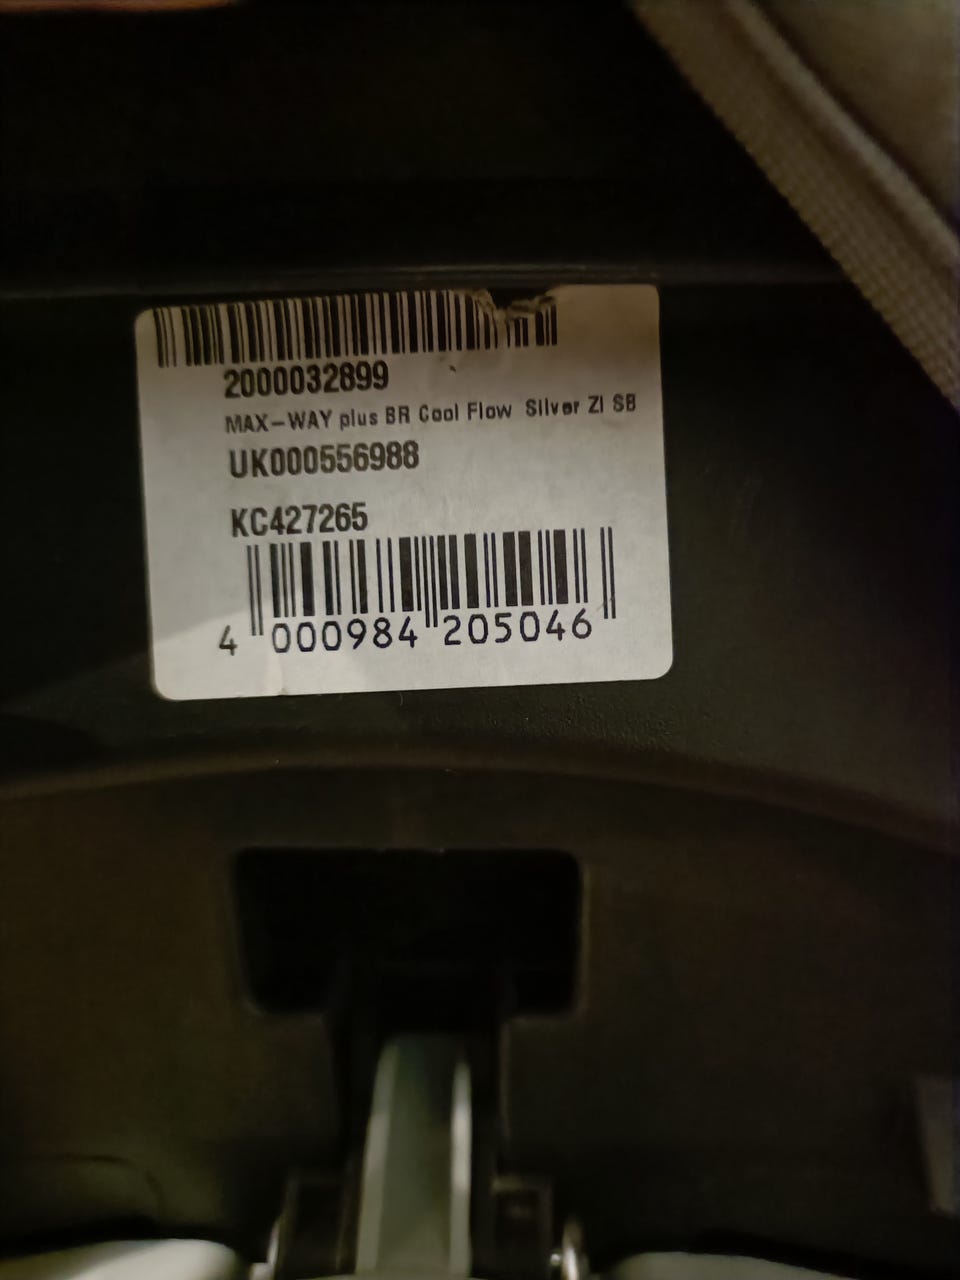 2000032899
MAX-WAY plus BR Cool Flow Silver ZI SB
UK000556988
KC427265
4 000984 205046